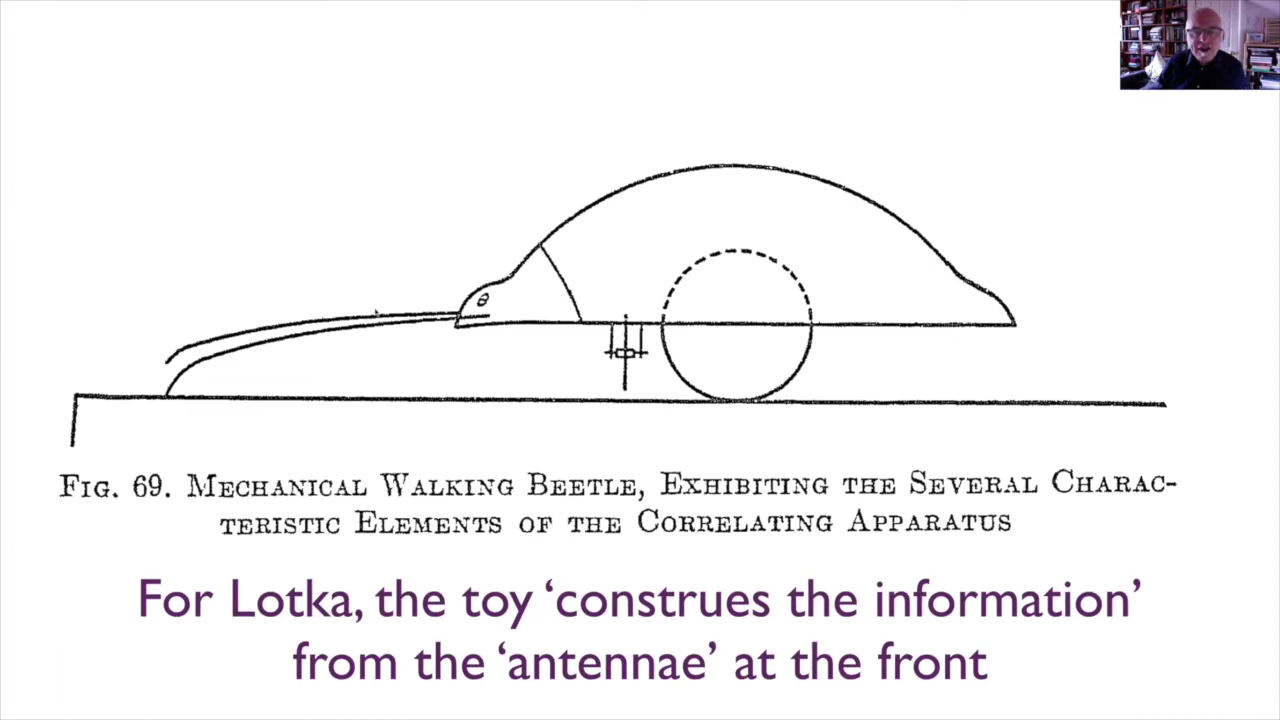 FIG. 69. MECHANICAL WALKING BEETLE, EXHIBITING THE SEVERAL CHARAC-
TERISTIC ELEMENTS OF THE CORRELATING APPARATUS
For Lotka, the toy ‘construes the information’
from the ‘antennae’ at the front